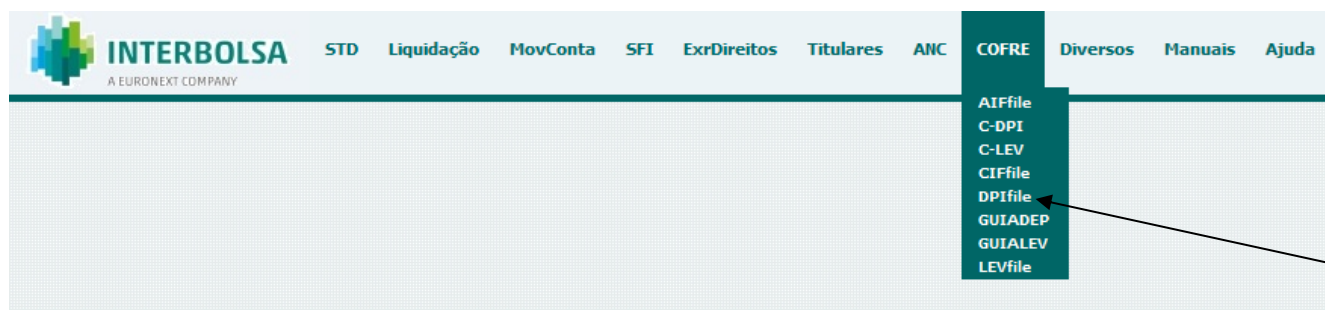 INTERBOLSA
A EURONEXT COMPANY
STD Liquidação MovConta SFI ExrDireitos Titulares ANC COFRE Diversos Manuais Ajuda
AIFfile
C-DPI
C-LEV
CIFfile
DPIfile
GUIADEP
GUIALEV
LEVfile